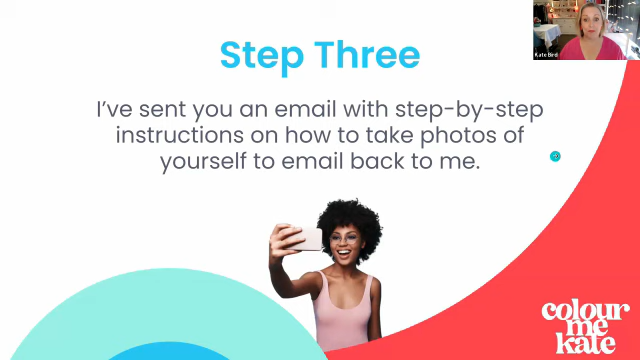 Step Three
I've sent you an email with step-by-step
instructions on how to take photos of
yourself to email back to me.
Kate Bird
colour
me
kate